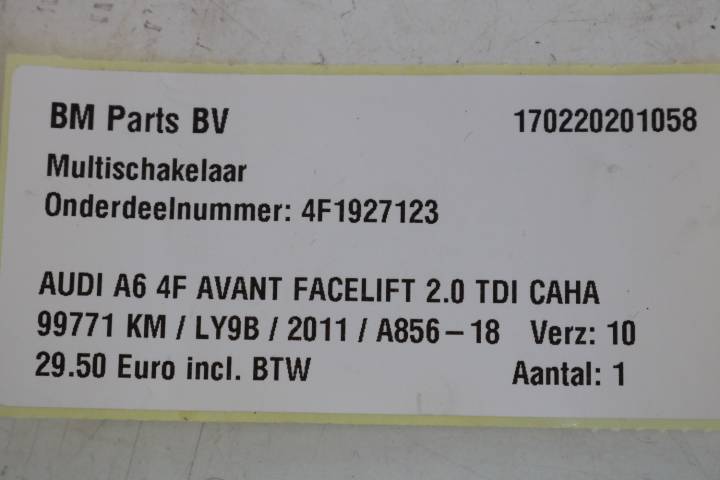 BM Parts BV 170220201058
Multischakelaar
Onderdeelnummer: 4F1927123
AUDI A6 4F AVANT FACELIFT 2.0 TDI CAHA
99771 KM / LY9B / 2011 / A856-18 Verz: 10
29.50 Euro incl. BTW Aantal: 1